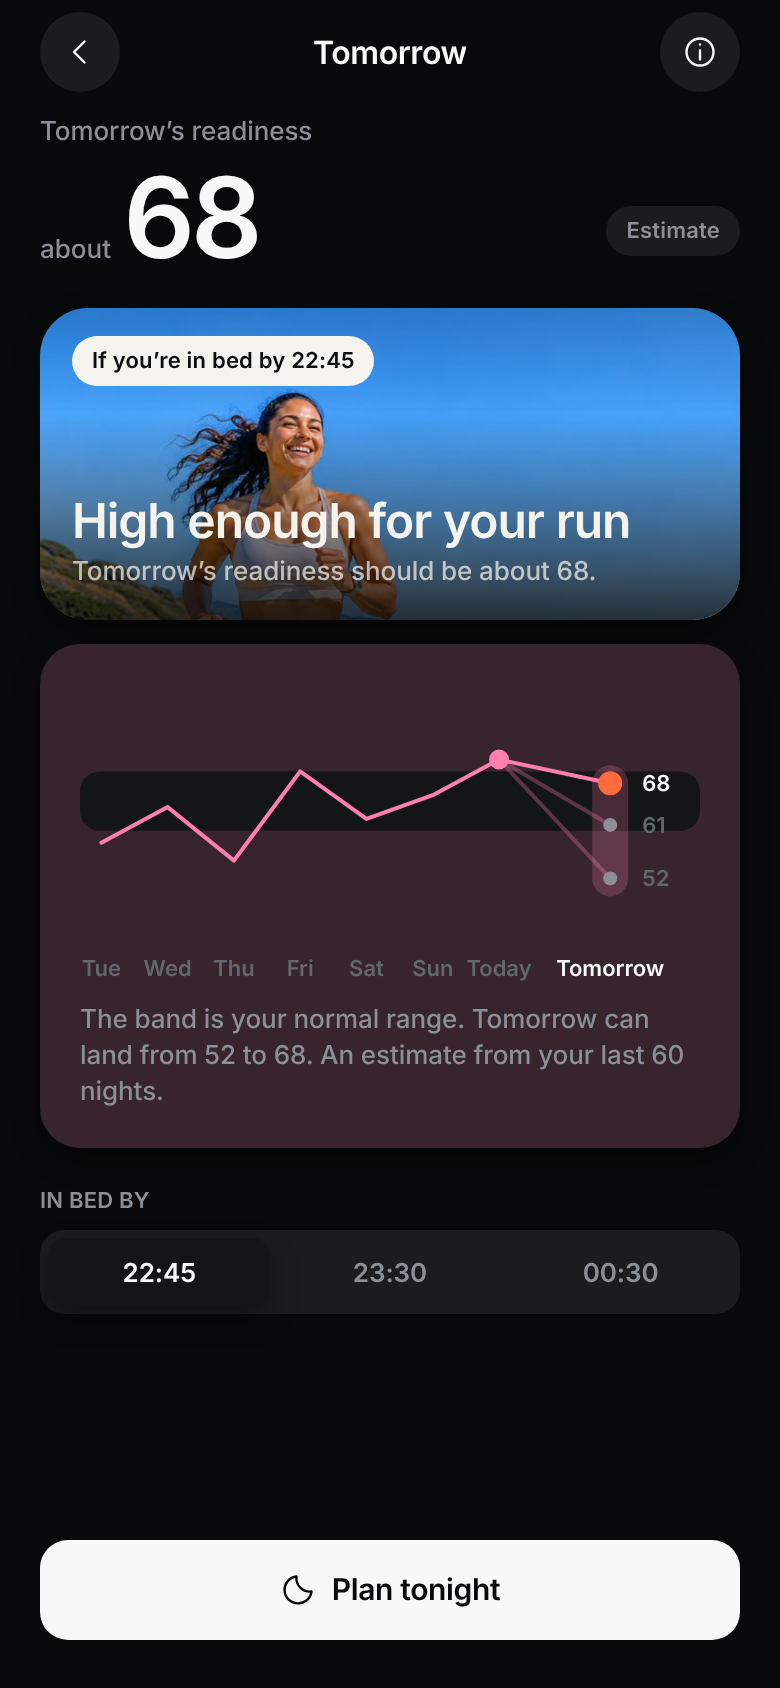 Tomorrow
Tomorrow’s readiness
about 68
Estimate
If you’re in bed by 22:45
High enough for your run
Tomorrow’s readiness should be about 68.
68
61
52
Tue Wed Thu Fri Sat Sun Today Tomorrow
The band is your normal range. Tomorrow can
land from 52 to 68. An estimate from your last 60
nights.
IN BED BY
22:45 23:30 00:30
Plan tonight